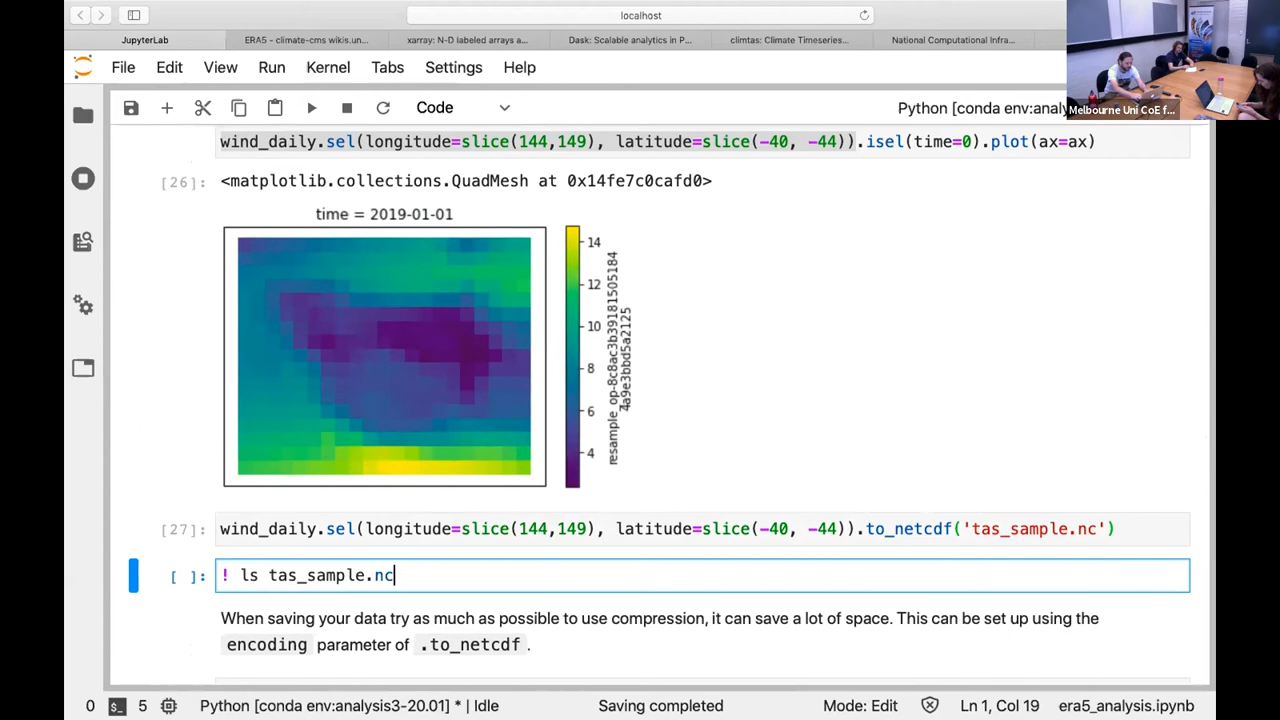 localhost
JupyterLab
ERA5 - climate-cms wikis.un...
xarray: N-D labeled arrays a...
Dask: Scalable analytics in P...
climtas: Climate Timeseries...
National Computational Infra...
File Edit View Run Kernel Tabs Settings Help
Melbourne Uni CoE f...
Code
Python [conda env:analy
wind_daily.sel(longitude=slice(144,149), latitude=slice(-40, -44)).isel(time=0).plot(ax=ax)
[26]: <matplotlib.collections.QuadMesh at 0x14fe7c0cafd0>
time = 2019-01-01
14
12
10
8
6
4
resample_op-8c8ac3b39181505184
4a9e3bbd5a2125
[27]: wind_daily.sel(longitude=slice(144,149), latitude=slice(-40, -44)).to_netcdf('tas_sample.nc')
[ ]: ! ls tas_sample.nc
When saving your data try as much as possible to use compression, it can save a lot of space. This can be set up using the
encoding parameter of .to_netcdf .
0 5 Python [conda env:analysis3-20.01] * | Idle Saving completed Mode: Edit Ln 1, Col 19 era5_analysis.ipynb